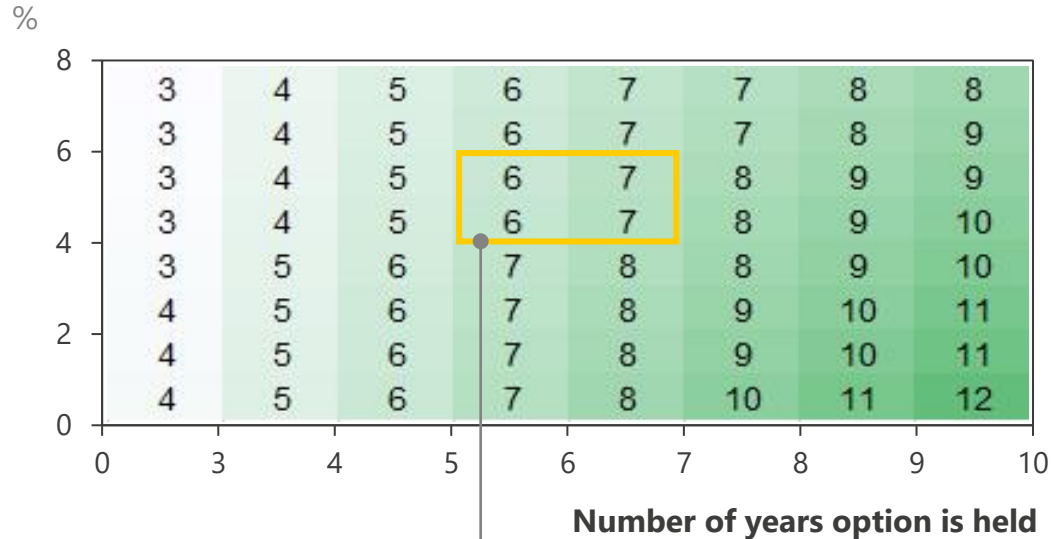 %
8
3 4 5 6 7 7 8 8
3 4 5 6 7 7 8 9
6
3 4 5 6 7 8 9 9
3 4 5 6 7 8 9 10
4
3 5 6 7 8 8 9 10
4 5 6 7 8 9 10 11
2
4 5 6 7 8 9 10 11
4 5 6 7 8 10 11 12
0
0 3 4 5 6 7 8 9 10
Number of years option is held